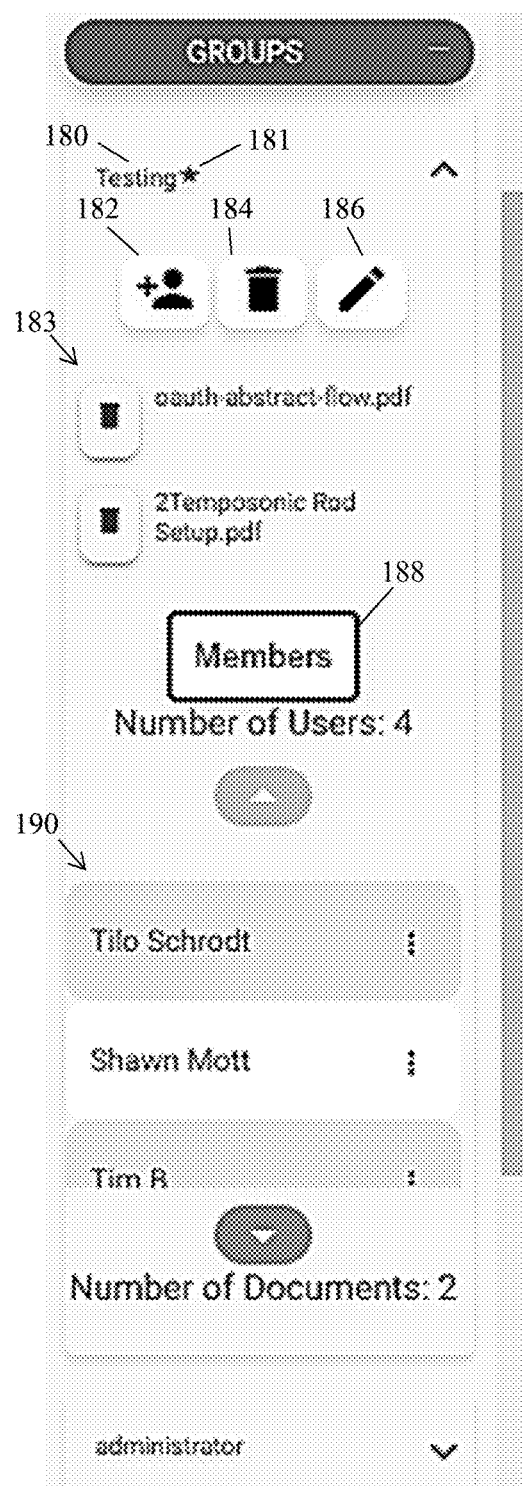 GROUPS
180
181
Testing★
182
184
186
183
oauth-abstract-flow.pdf
2Temposonic Rod
Setup.pdf
188
Members
Number of Users: 4
190
Tilo Schrodt
Shawn Mott
Tim R
Number of Documents: 2
administrator